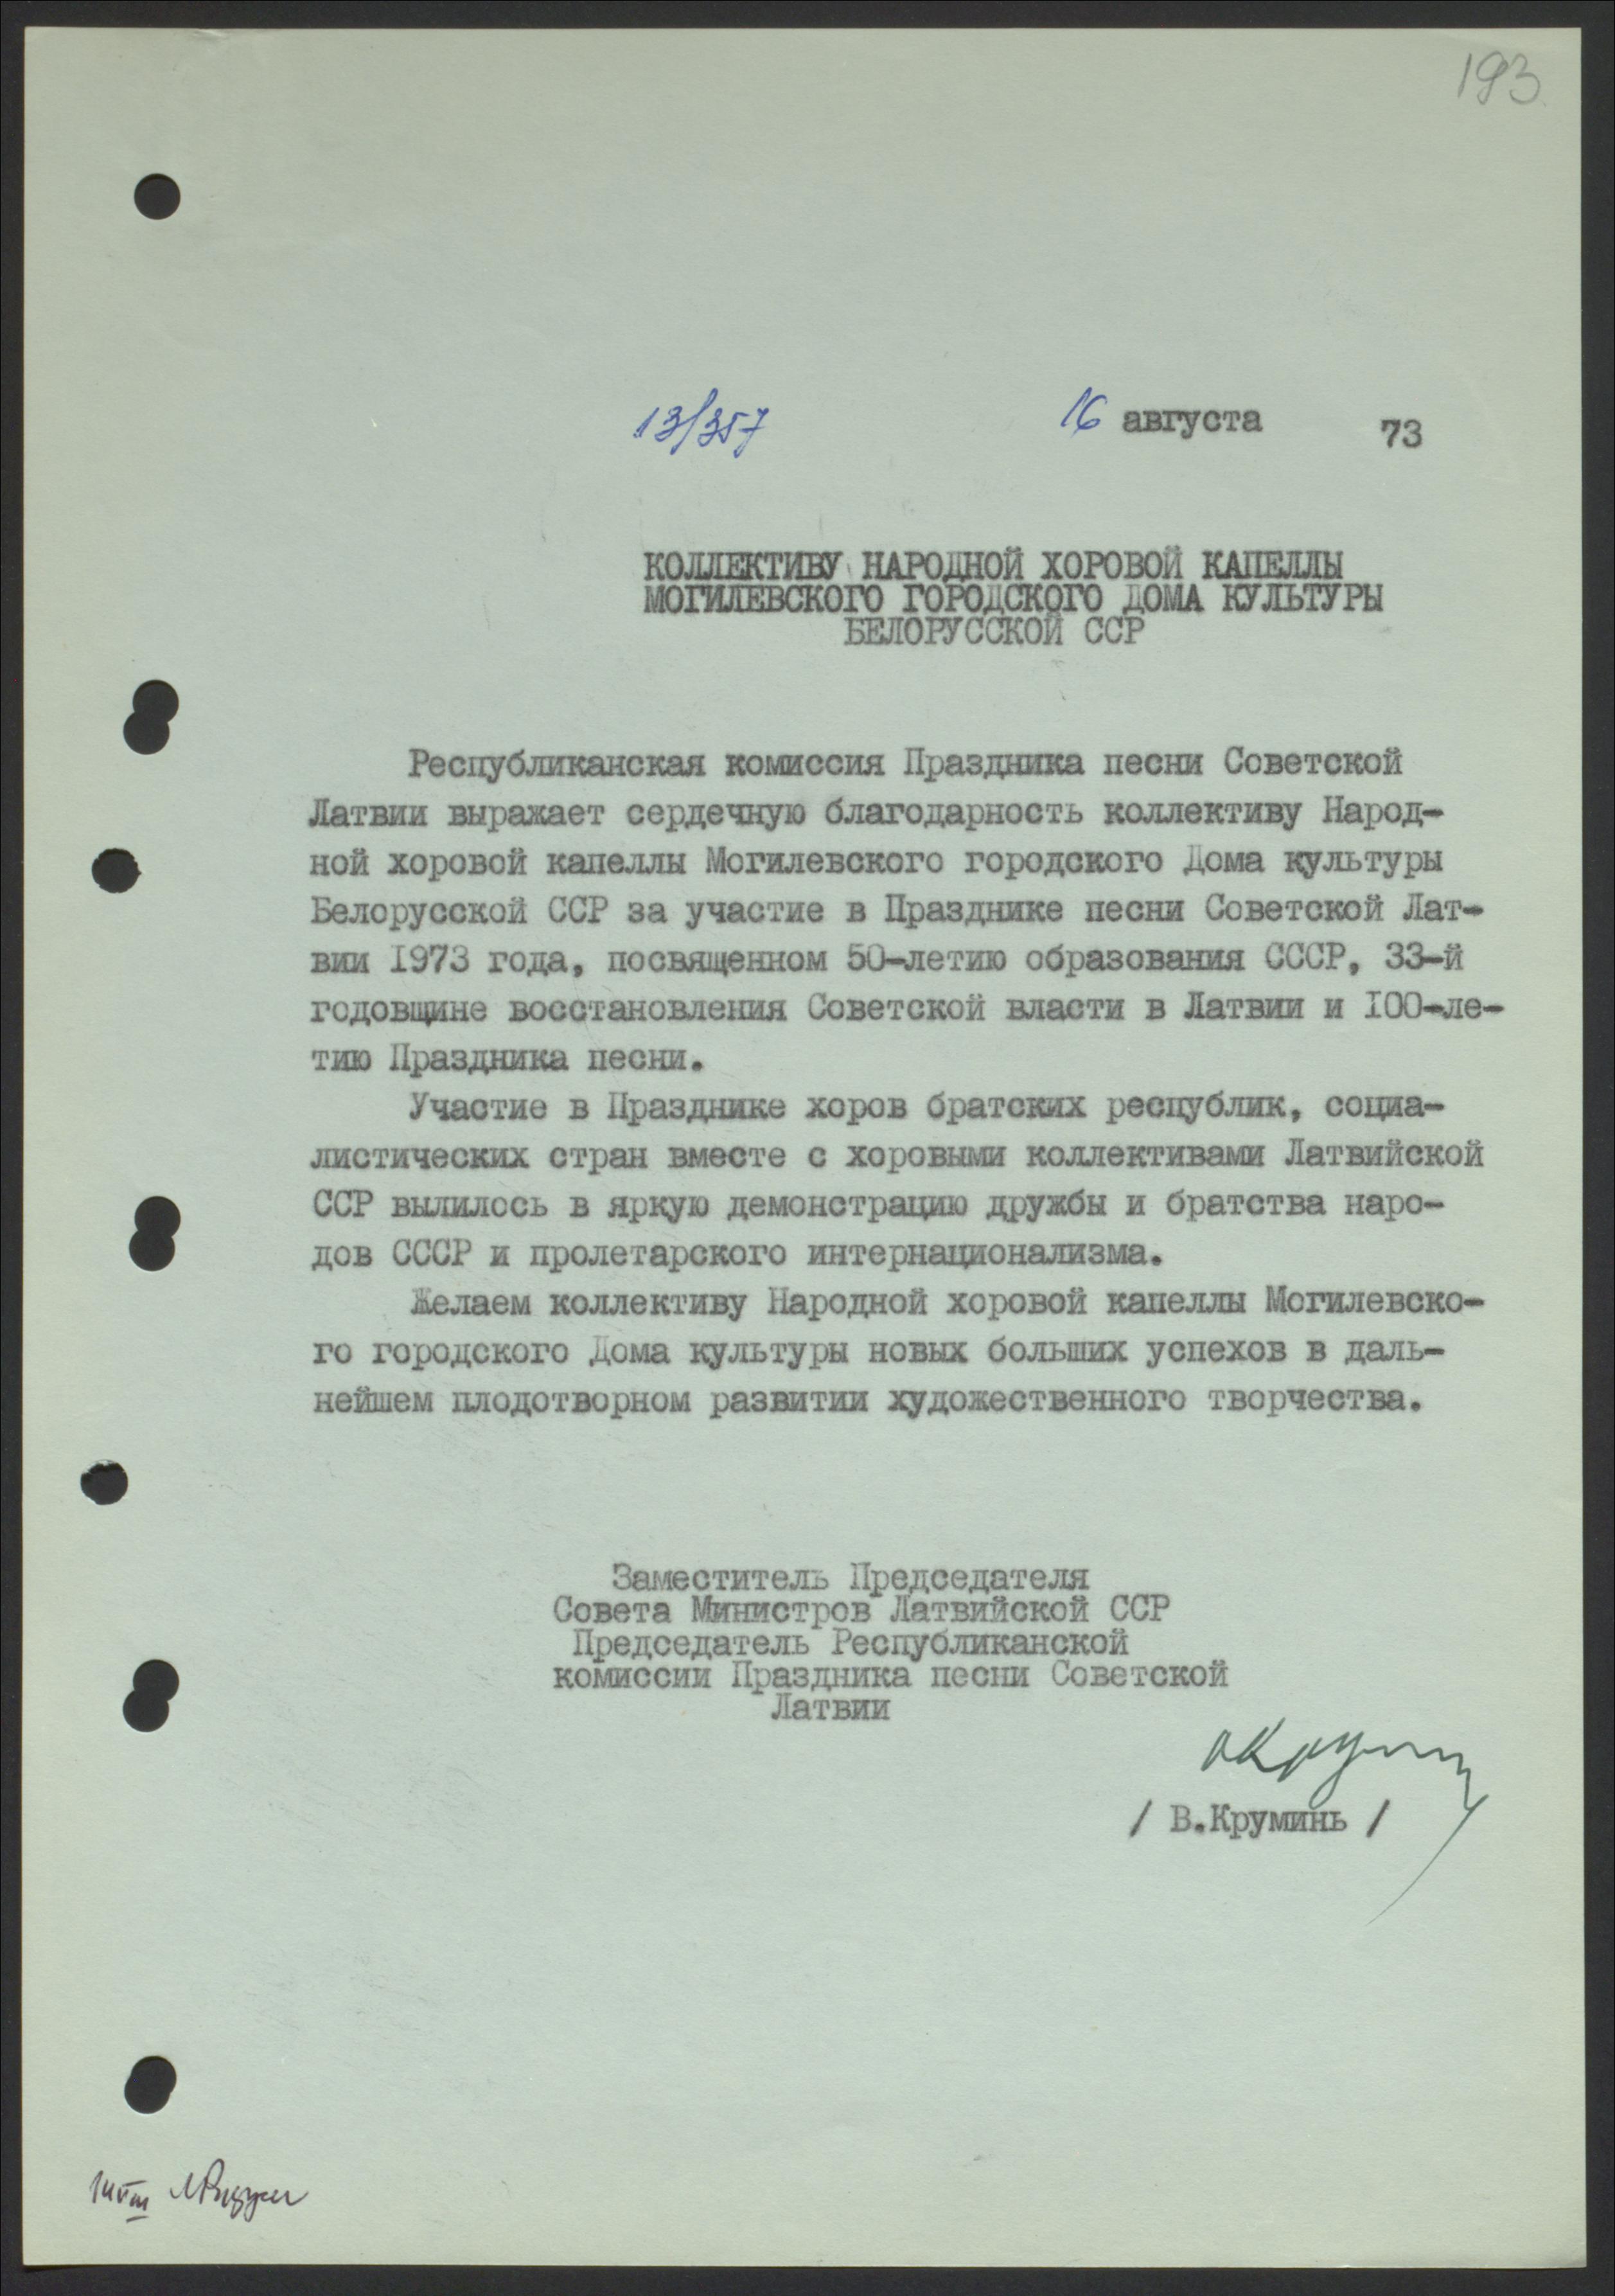 193
13/357 16 августа 73
КОЛЛЕКТИВУ НАРОДНОЙ ХОРОВОЙ КАПЕЛЛЫ
МОГИЛЕВСКОГО ГОРОДСКОГО ДОМА КУЛЬТУРЫ
БЕЛОРУССКОЙ ССР
Республиканская комиссия Праздника песни Советской
Латвии выражает сердечную благодарность коллективу Народ-
ной хоровой капеллы Могилевского городского Дома культуры
Белорусской ССР за участие в Празднике песни Советской Лат-
вии 1973 года, посвященном 50-летию образования СССР, 33-й
годовщине восстановления Советской власти в Латвии и 100-ле-
тию Праздника песни.
Участие в Празднике хоров братских республик, социа-
листических стран вместе с хоровыми коллективами Латвийской
ССР вылилось в яркую демонстрацию дружбы и братства наро-
дов СССР и пролетарского интернационализма.
Желаем коллективу Народной хоровой капеллы Могилевско-
го городского Дома культуры новых больших успехов в даль-
нейшем плодотворном развитии художественного творчества.
Заместитель Председателя
Совета Министров Латвийской ССР
Председатель Республиканской
комиссии Праздника песни Советской
Латвии
/ В.Круминь /